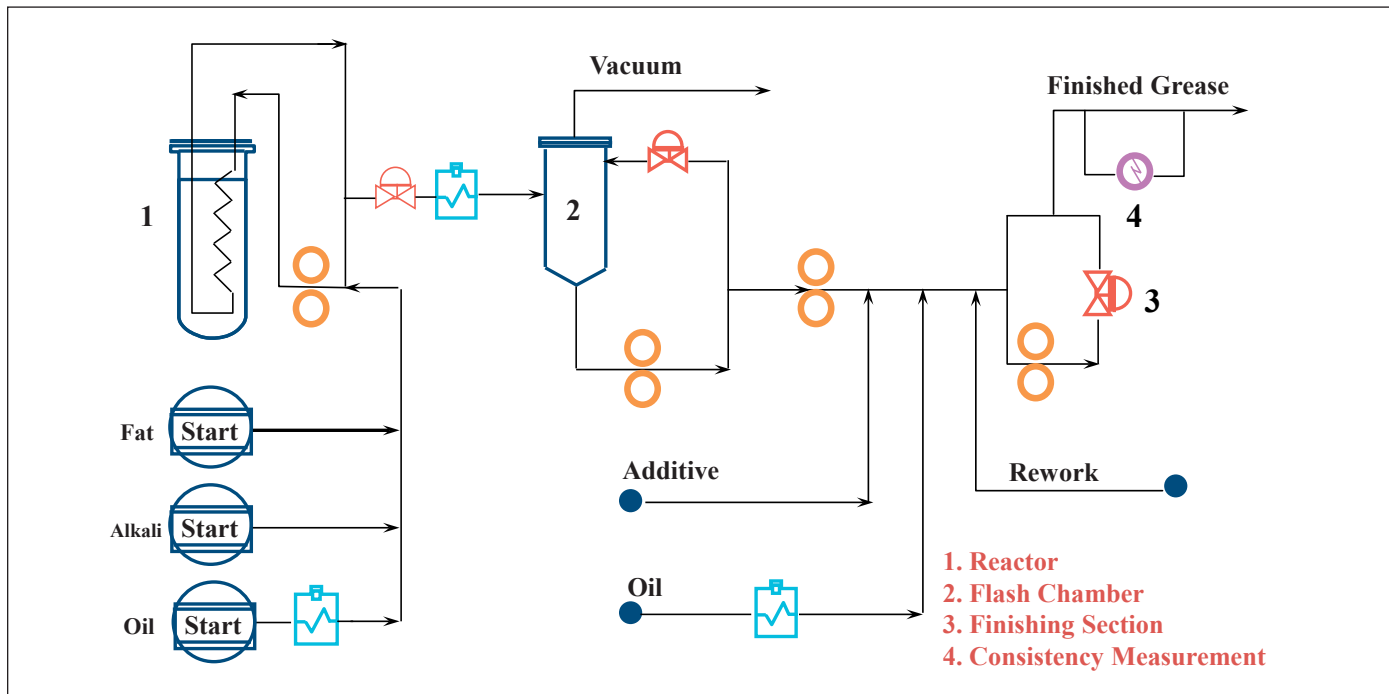 Vacuum
Finished Grease
1
2
4
3
Fat
Start
Additive
Rework
Alkali
Start
Oil
Start
Oil
1. Reactor
2. Flash Chamber
3. Finishing Section
4. Consistency Measurement